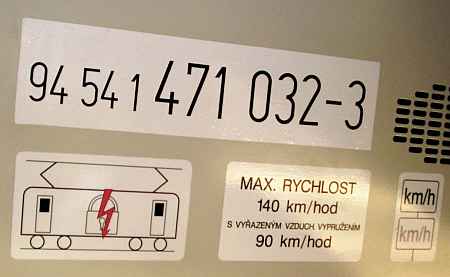 94 54 1 471 032-3
MAX. RYCHLOST
140 km/hod
S VYŘAZENÝM VZDUCH. VYPRUŽENÍM
90 km/hod
km/h
km/h